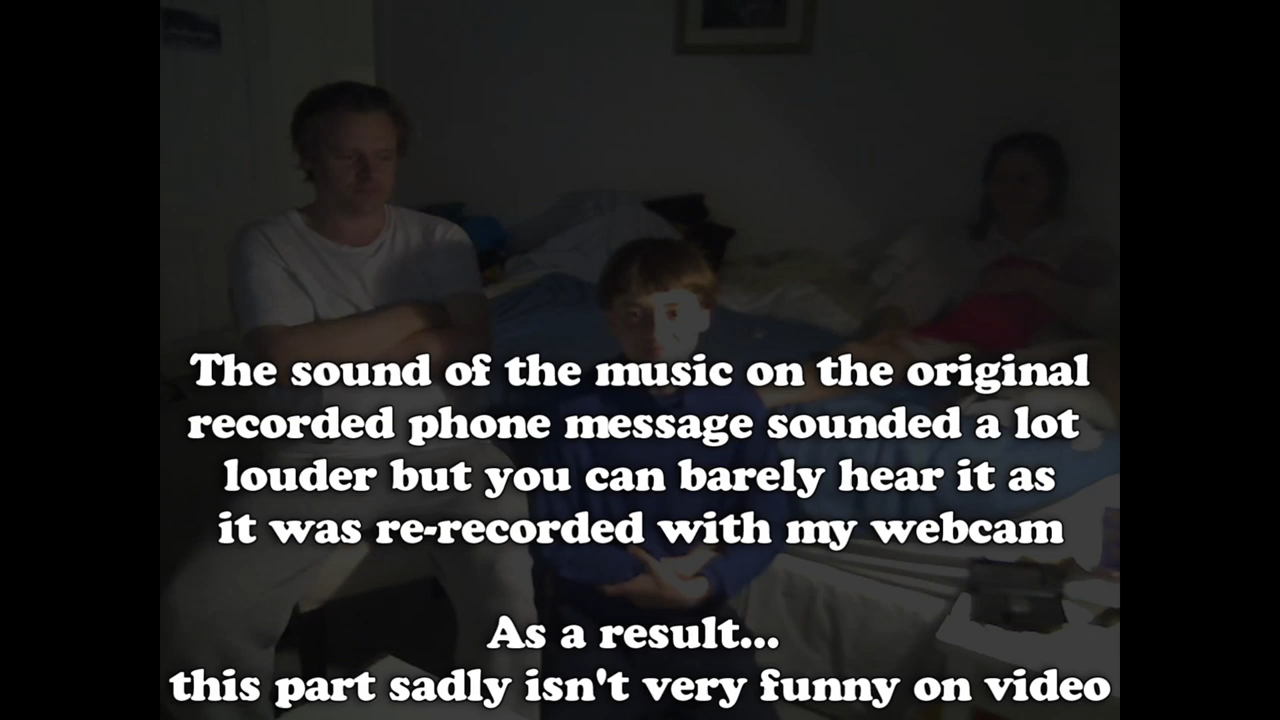 The sound of the music on the original
recorded phone message sounded a lot
louder but you can barely hear it as
it was re-recorded with my webcam
As a result...
this part sadly isn't very funny on video